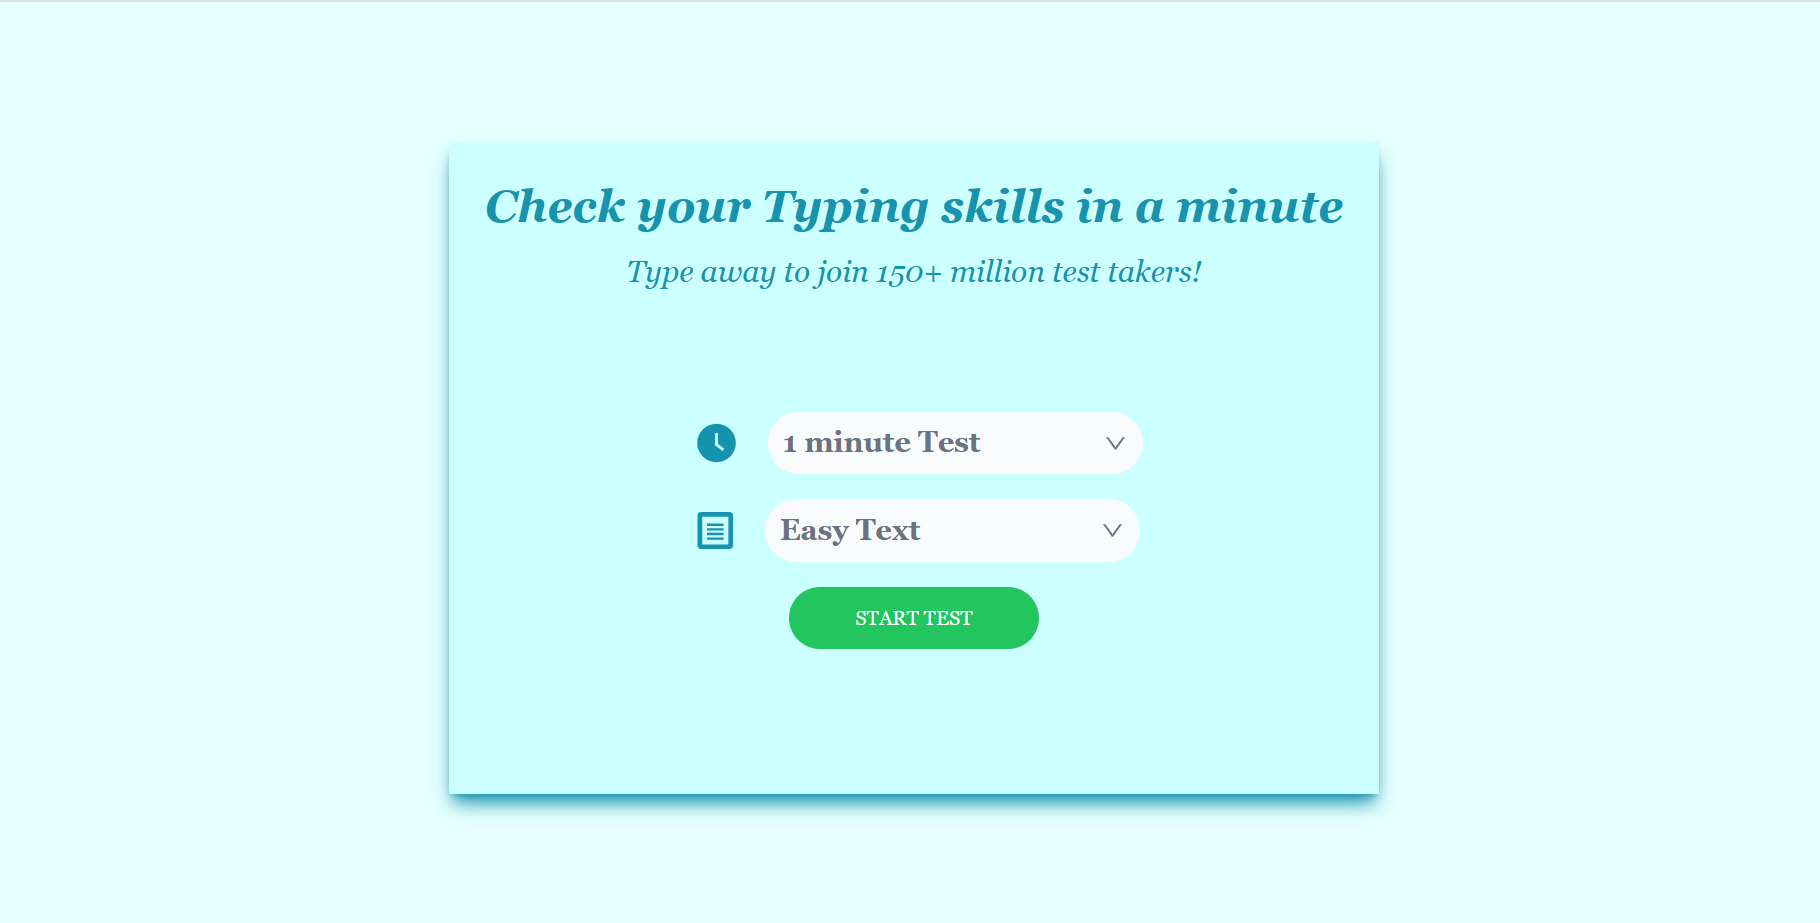 Check your Typing skills in a minute
Type away to join 150+ million test takers!
1 minute Test
Easy Text
START TEST